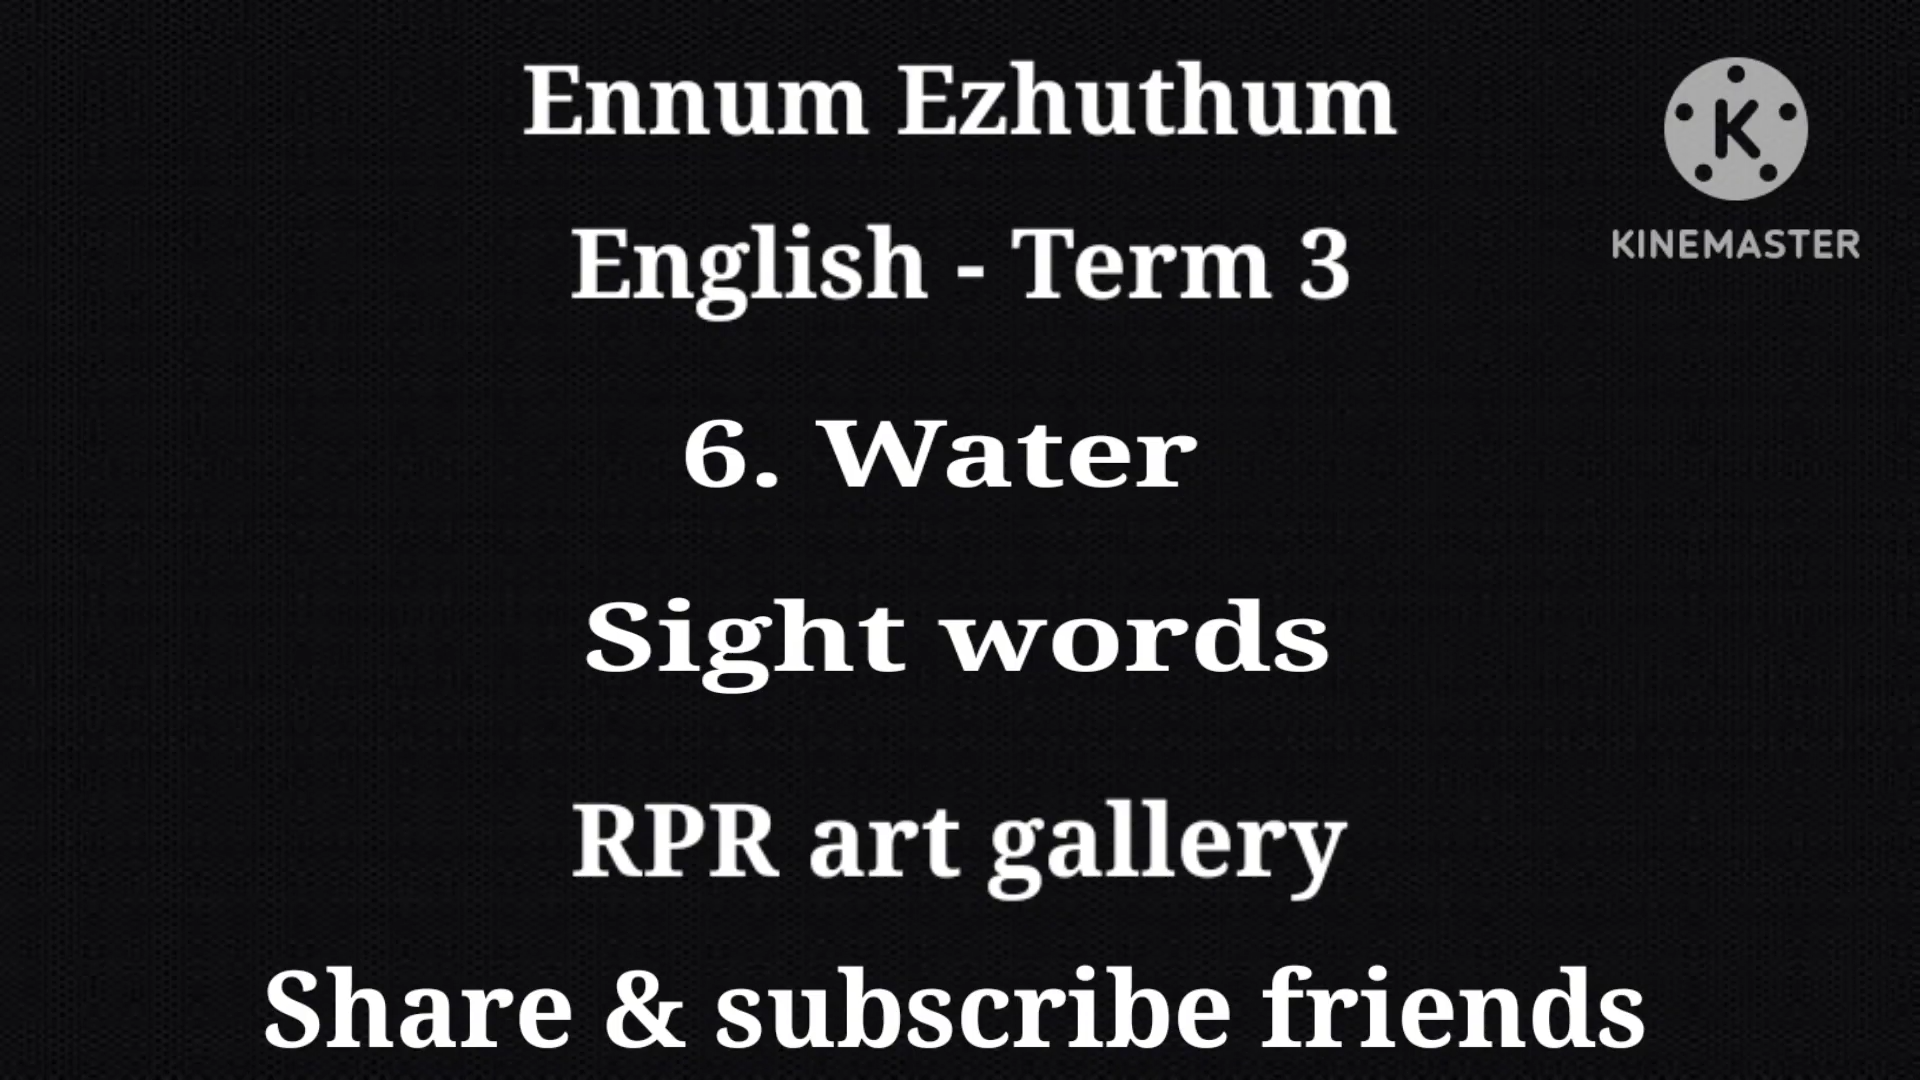 Ennum Ezhuthum
English - Term 3
6. Water
Sight words
RPR art gallery
Share & subscribe friends
K
KINEMASTER